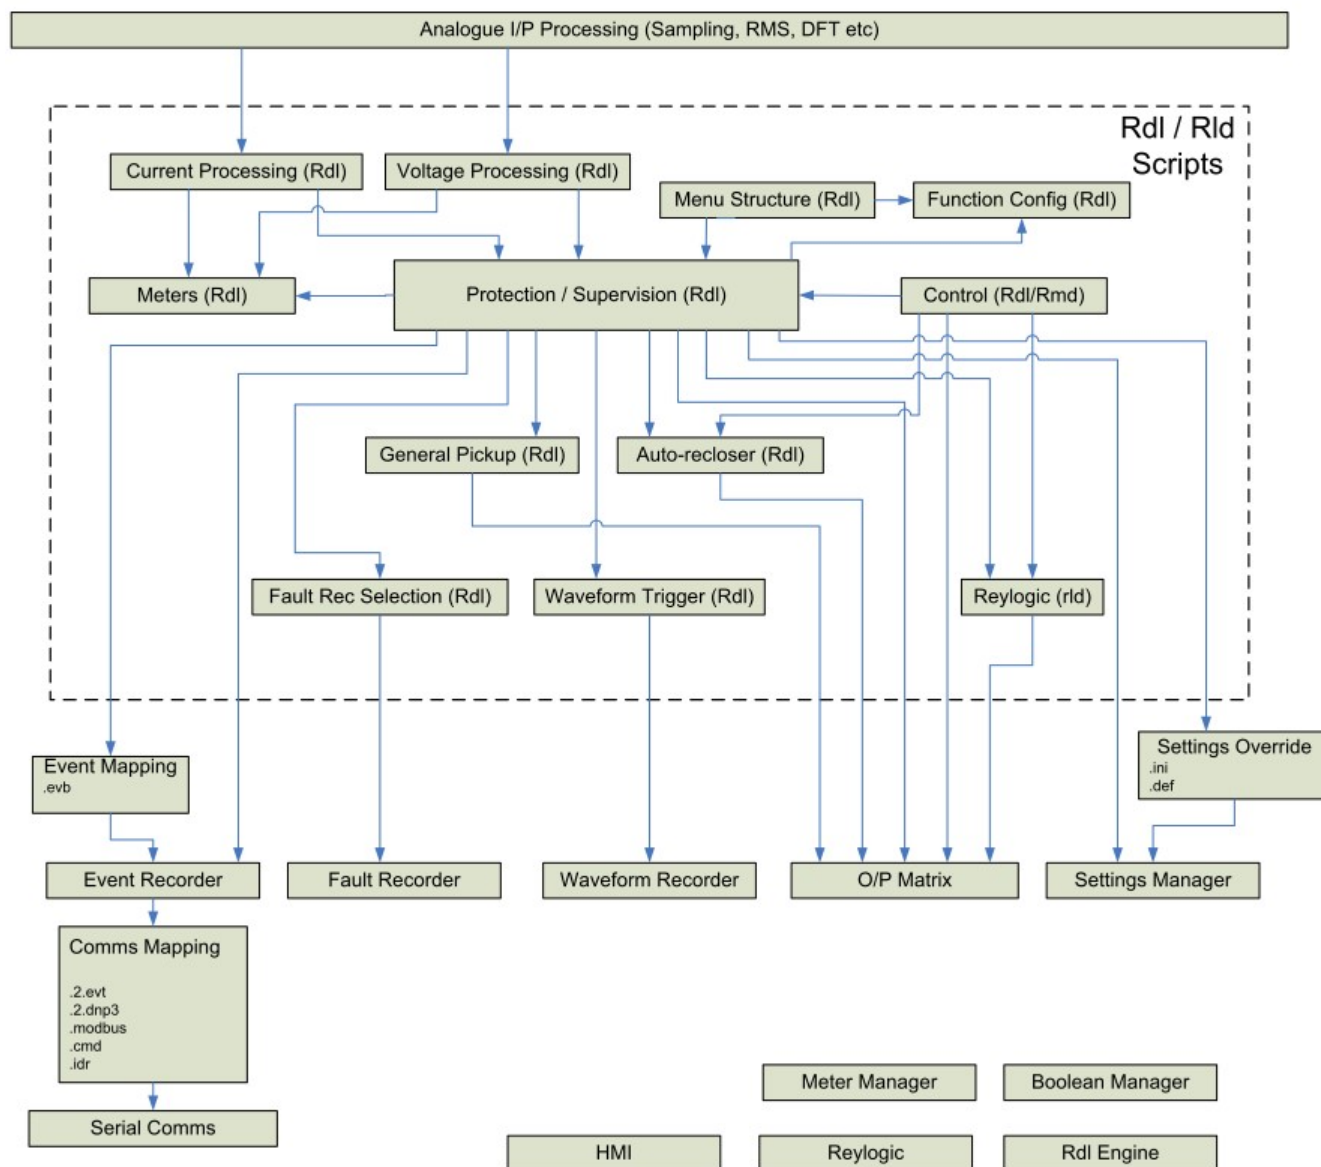 Analogue I/P Processing (Sampling, RMS, DFT etc)
Rdl / Rld
Scripts
Current Processing (Rdl)
Voltage Processing (Rdl)
Menu Structure (Rdl)
Function Config (Rdl)
Meters (Rdl)
Protection / Supervision (Rdl)
Control (Rdl/Rmd)
General Pickup (Rdl)
Auto-recloser (Rdl)
Fault Rec Selection (Rdl)
Waveform Trigger (Rdl)
Reylogic (rld)
Event Mapping
.evb
Settings Override
.ini
.def
Event Recorder
Fault Recorder
Waveform Recorder
O/P Matrix
Settings Manager
Comms Mapping
.2.evt
.2.dnp3
.modbus
.cmd
.idr
Meter Manager
Boolean Manager
Serial Comms
HMI
Reylogic
Rdl Engine